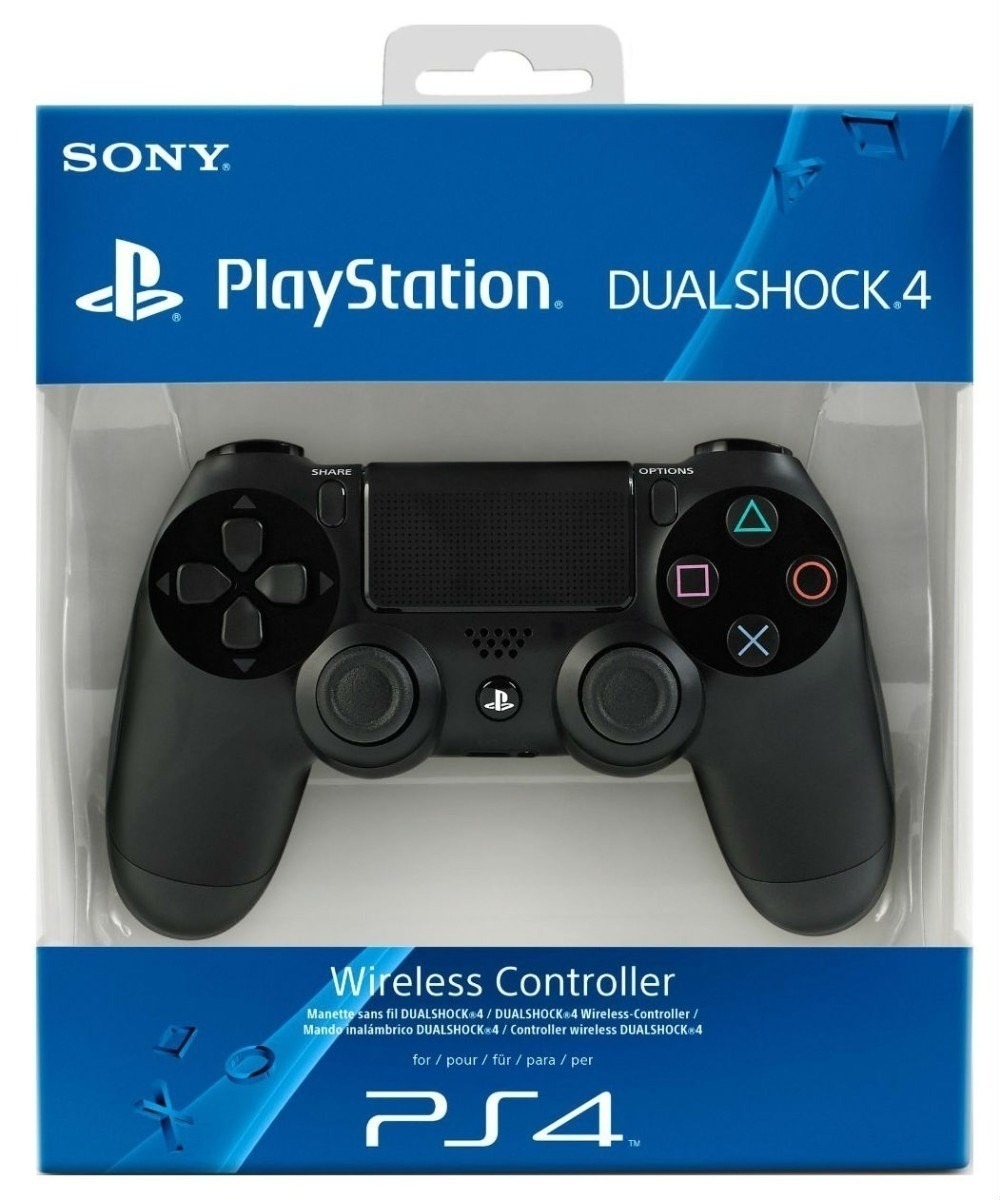 SONY®
PlayStation®
DUALSHOCK®4
SHARE
OPTIONS
Wireless Controller
Manette sans fil DUALSHOCK®4 / DUALSHOCK®4 Wireless-Controller /
Mando inalámbrico DUALSHOCK®4 / Controller wireless DUALSHOCK®4
for / pour / für / para / per
PS4™